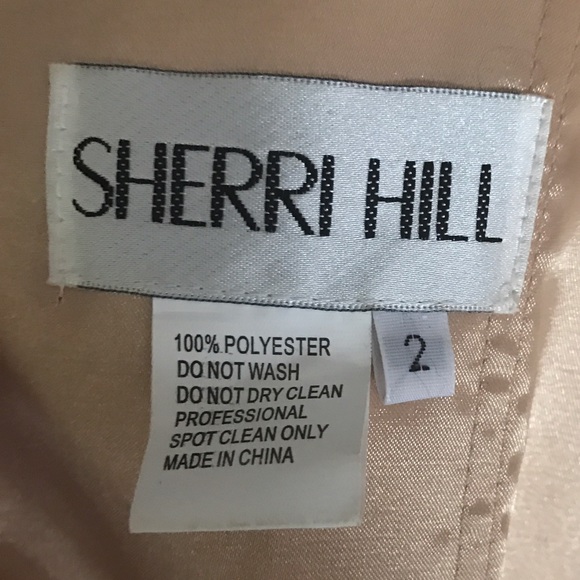 SHERRI HILL
100% POLYESTER
DO NOT WASH
DO NOT DRY CLEAN
PROFESSIONAL
SPOT CLEAN ONLY
MADE IN CHINA
2